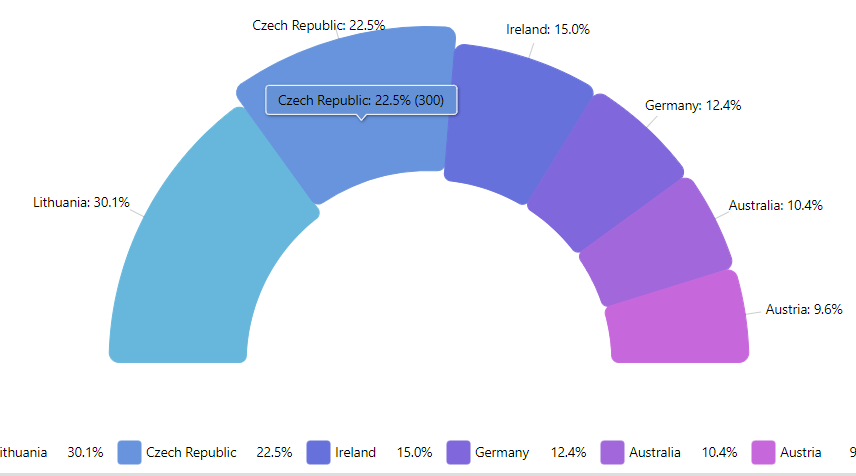 Czech Republic: 22.5%
Ireland: 15.0%
Czech Republic: 22.5% (300)
Germany: 12.4%
Lithuania: 30.1%
Australia: 10.4%
Austria: 9.6%
ithuania 30.1% Czech Republic 22.5% Ireland 15.0% Germany 12.4% Australia 10.4% Austria 9